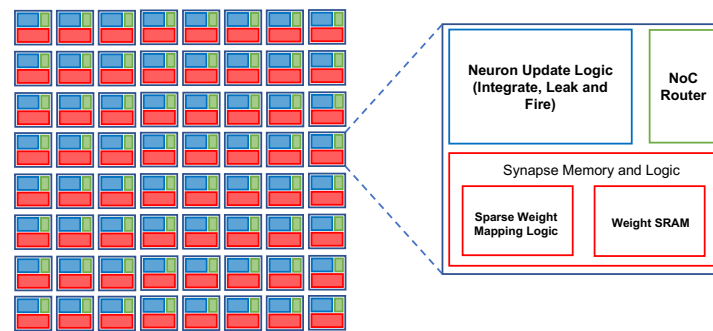 Neuron Update Logic
(Integrate, Leak and
Fire)
NoC
Router
Synapse Memory and Logic
Sparse Weight
Mapping Logic
Weight SRAM